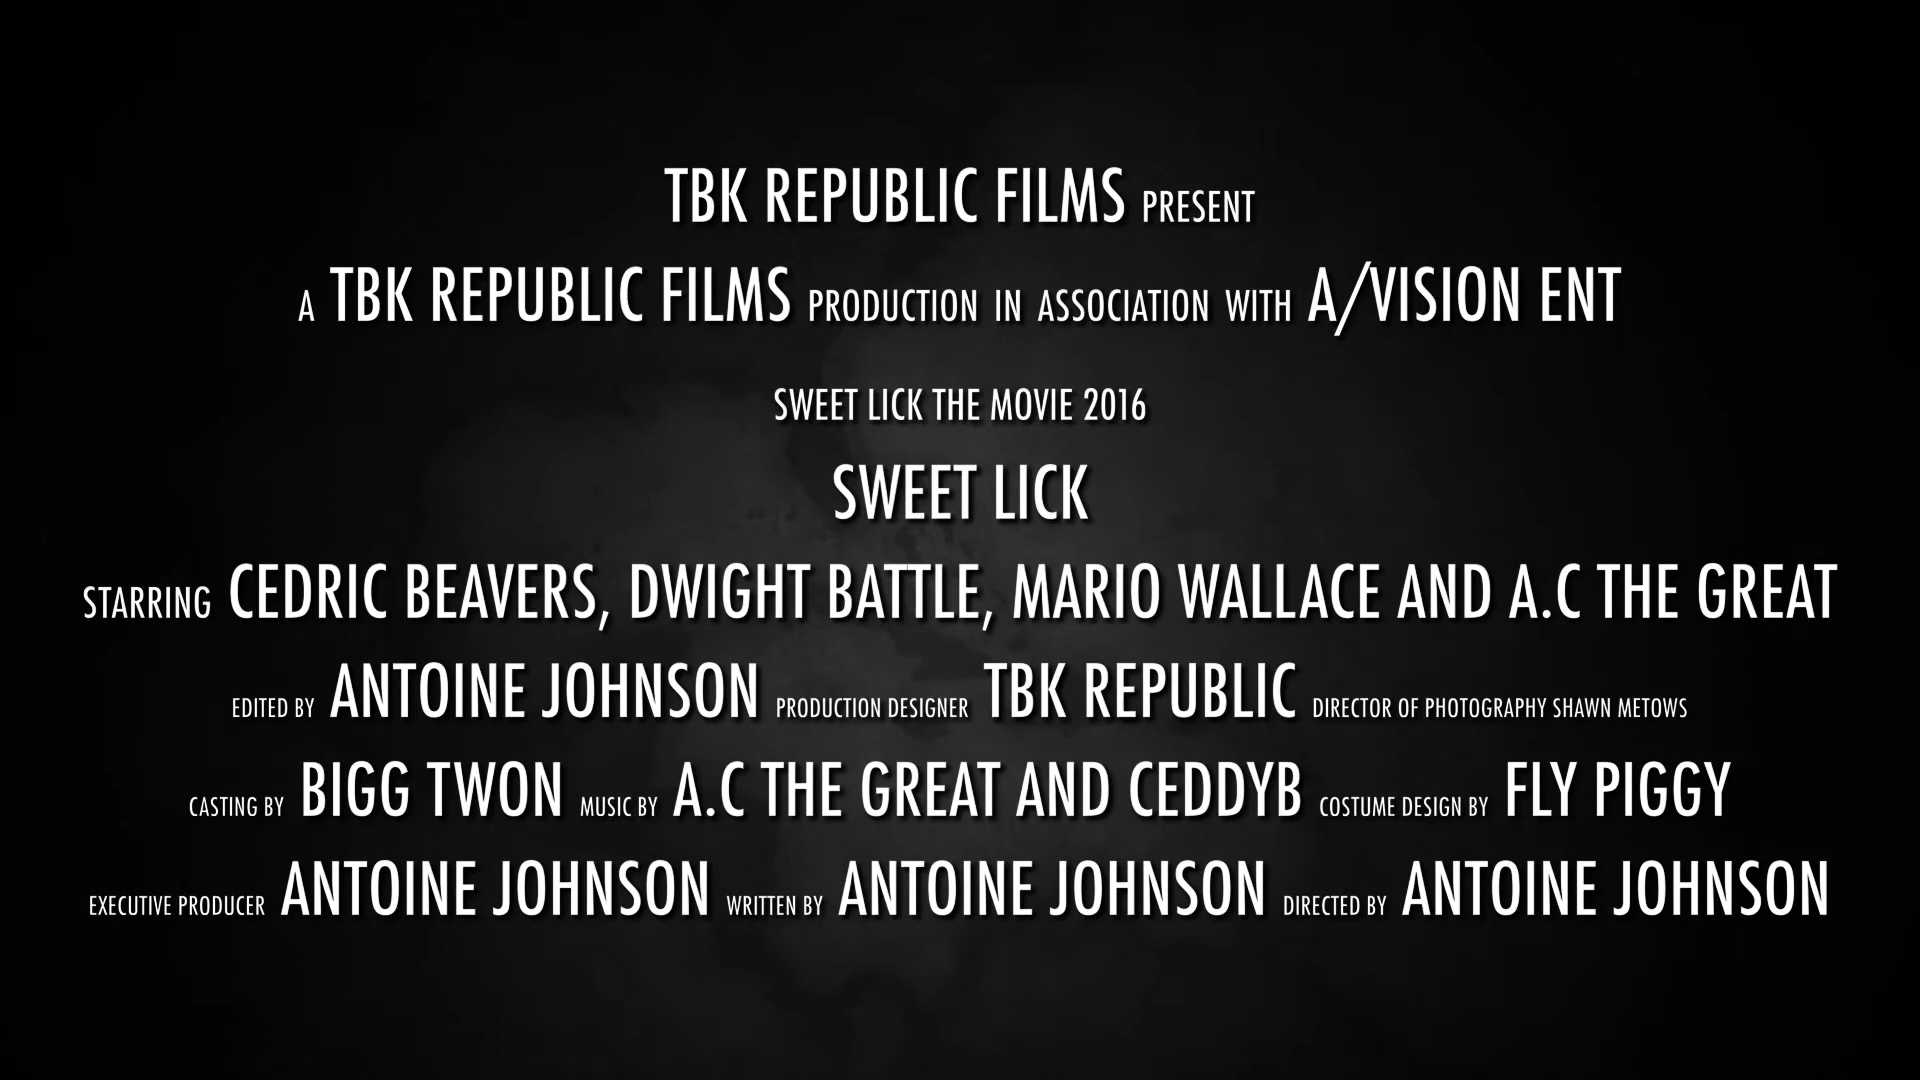 TBK REPUBLIC FILMS PRESENT
A TBK REPUBLIC FILMS PRODUCTION IN ASSOCIATION WITH A/VISION ENT
SWEET LICK THE MOVIE 2016
SWEET LICK
STARRING CEDRIC BEAVERS, DWIGHT BATTLE, MARIO WALLACE AND A.C THE GREAT
EDITED BY ANTOINE JOHNSON PRODUCTION DESIGNER TBK REPUBLIC DIRECTOR OF PHOTOGRAPHY SHAWN METOWS
CASTING BY BIGG TWON MUSIC BY A.C THE GREAT AND CEDDYB COSTUME DESIGN BY FLY PIGGY
EXECUTIVE PRODUCER ANTOINE JOHNSON WRITTEN BY ANTOINE JOHNSON DIRECTED BY ANTOINE JOHNSON